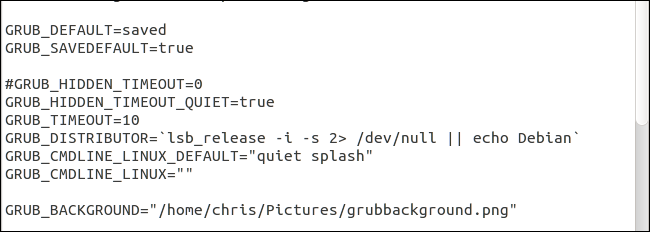 GRUB_DEFAULT=saved
GRUB_SAVEDEFAULT=true
#GRUB_HIDDEN_TIMEOUT=0
GRUB_HIDDEN_TIMEOUT_QUIET=true
GRUB_TIMEOUT=10
GRUB_DISTRIBUTOR=`lsb_release -i -s 2> /dev/null || echo Debian`
GRUB_CMDLINE_LINUX_DEFAULT="quiet splash"
GRUB_CMDLINE_LINUX=""
GRUB_BACKGROUND="/home/chris/Pictures/grubbackground.png"